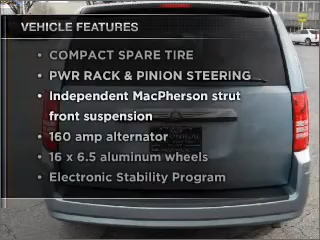 VEHICLE FEATURES
• COMPACT SPARE TIRE
• PWR RACK & PINION STEERING
• Independent MacPherson strut
front suspension
• 160 amp alternator
• 16 x 6.5 aluminum wheels
• Electronic Stability Program